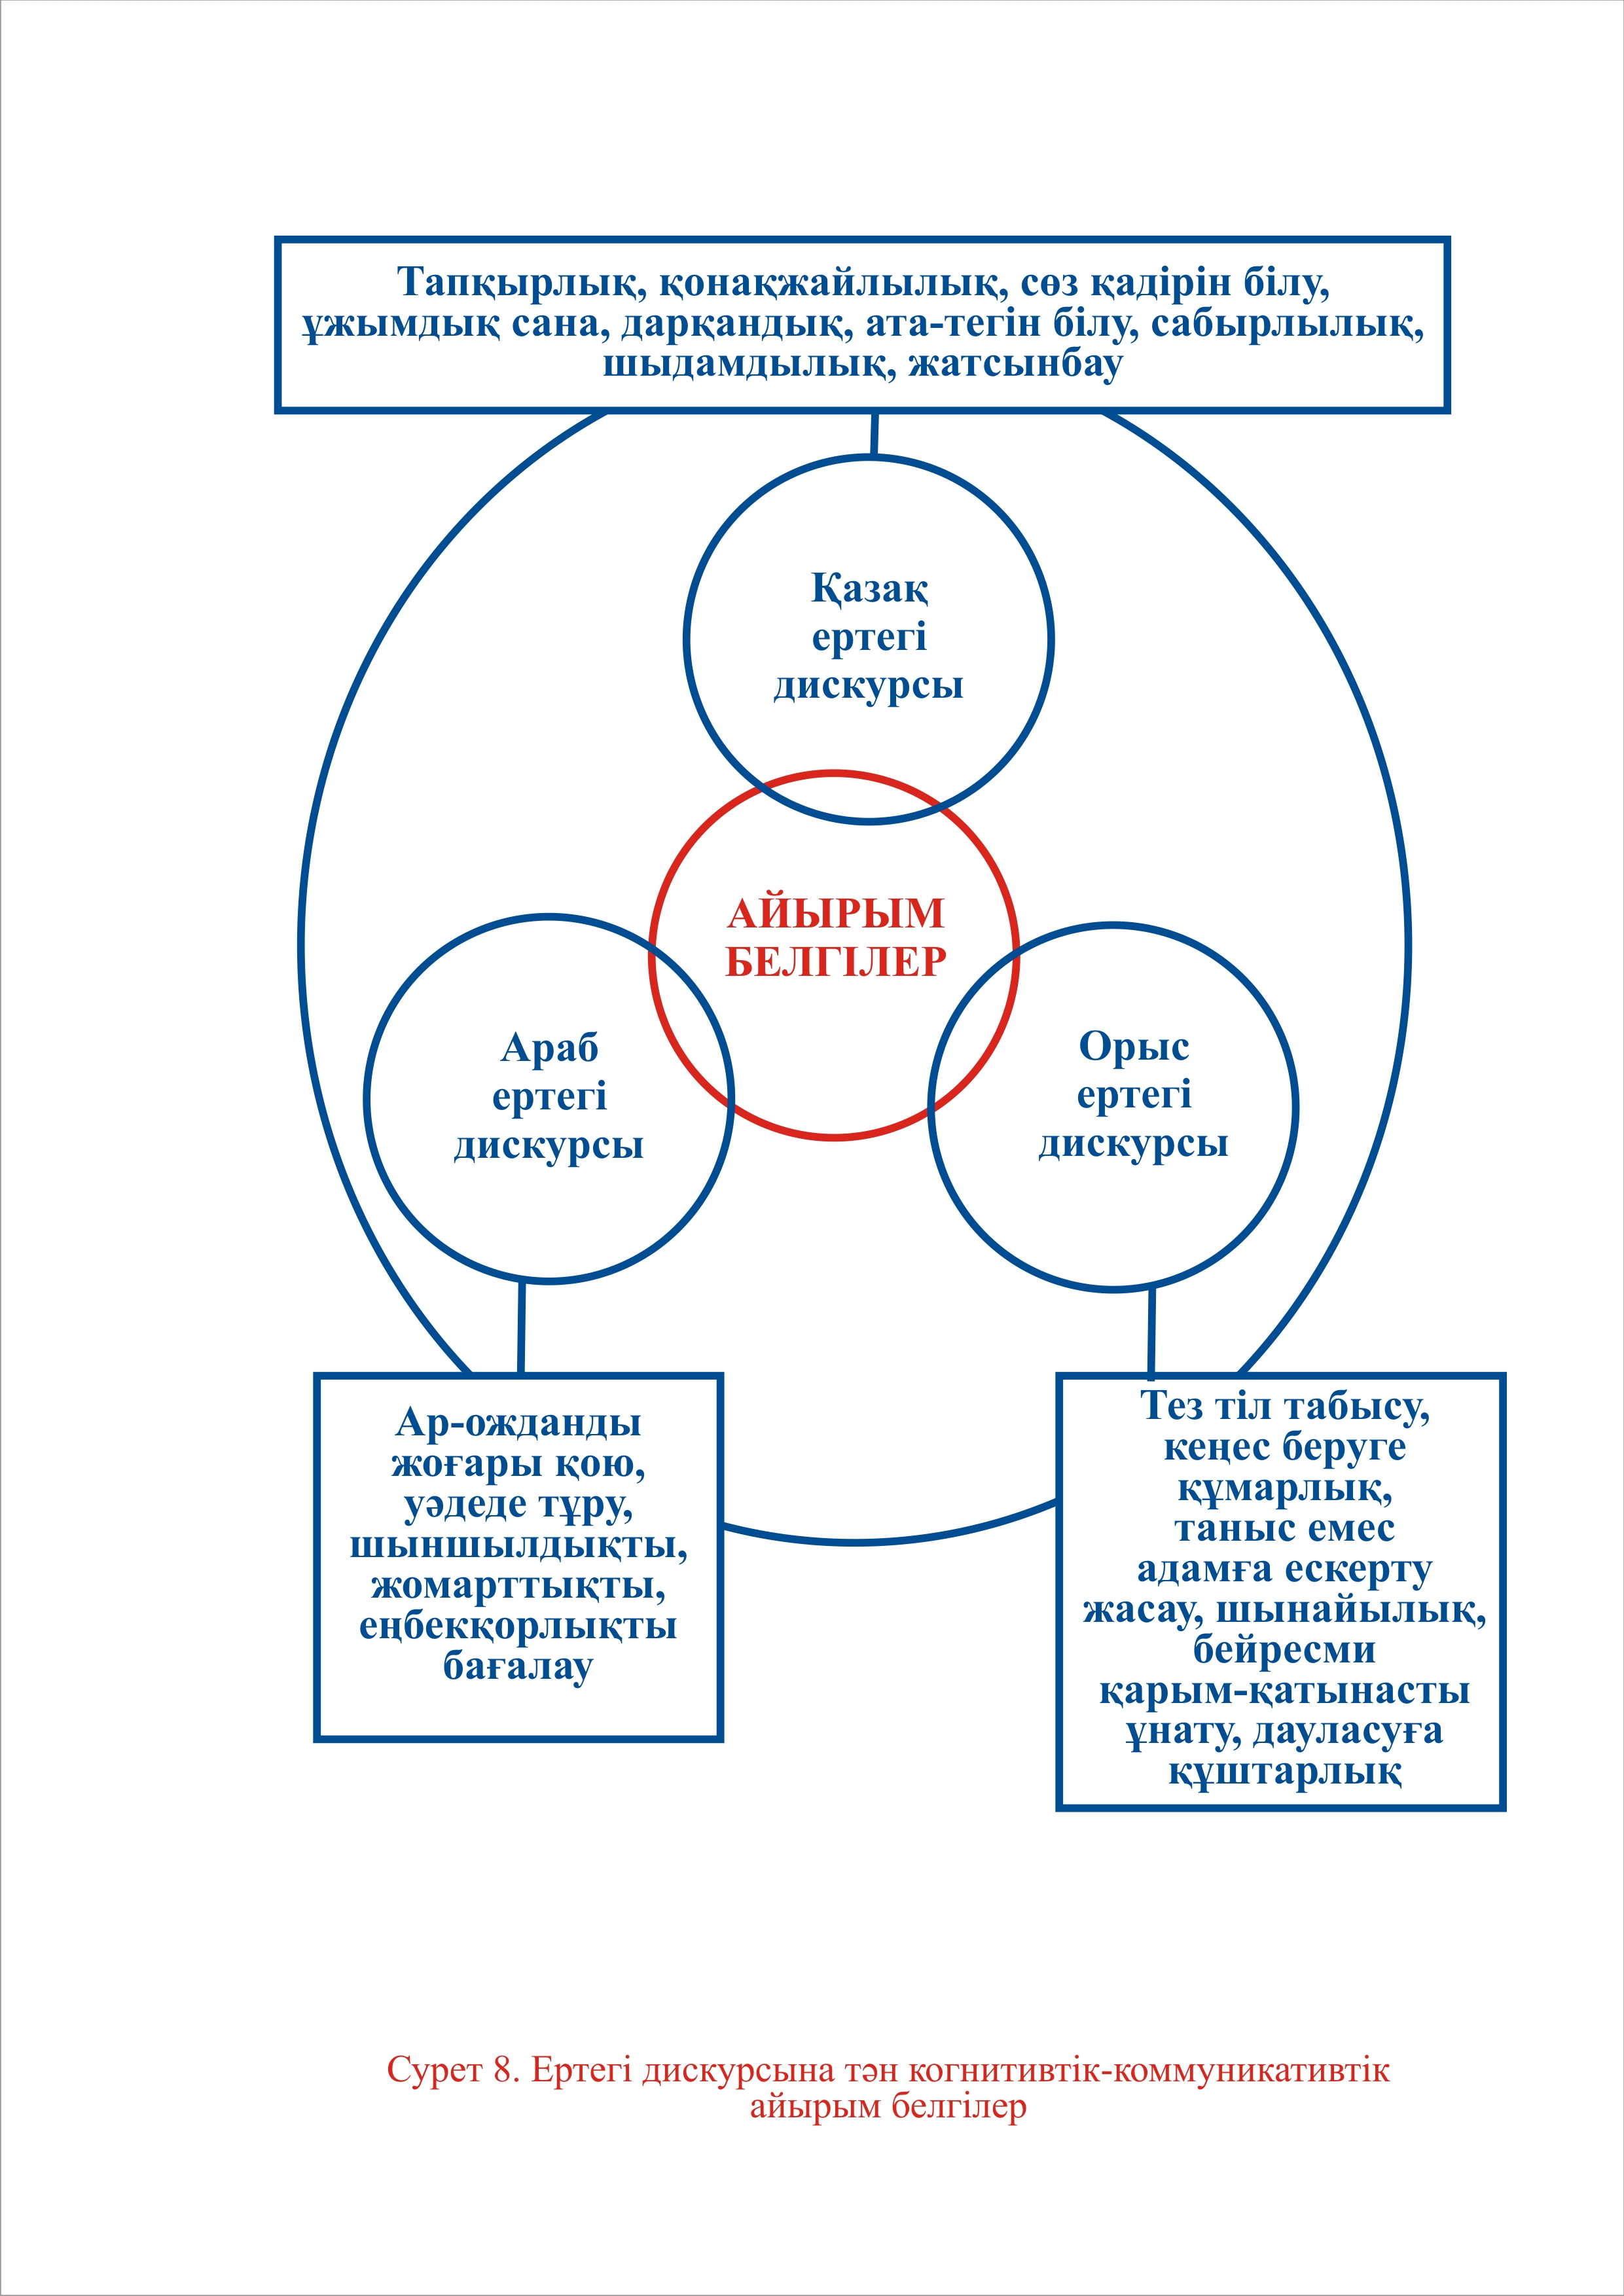 Тапқырлық, қонақжайлылық, сөз қадірін білу,
ұжымдық сана, дарқандық, ата-тегін білу, сабырлылық,
шыдамдылық, жатсынбау
Қазақ
ертегі
дискурсы
АЙЫРЫМ
БЕЛГІЛЕР
Араб
ертегі
дискурсы
Орыс
ертегі
дискурсы
Ар-ожданды
жоғары қою,
уәдеде тұру,
шыншылдықты,
жомарттықты,
еңбекқорлықты
бағалау
Тез тіл табысу,
кеңес беруге
құмарлық,
таныс емес
адамға ескерту
жасау, шынайылық,
бейресми
қарым-қатынасты
ұнату, дауласуға
құштарлық
Сурет 8. Ертегі дискурсына тән когнитивтік-коммуникативтік
айырым белгілер